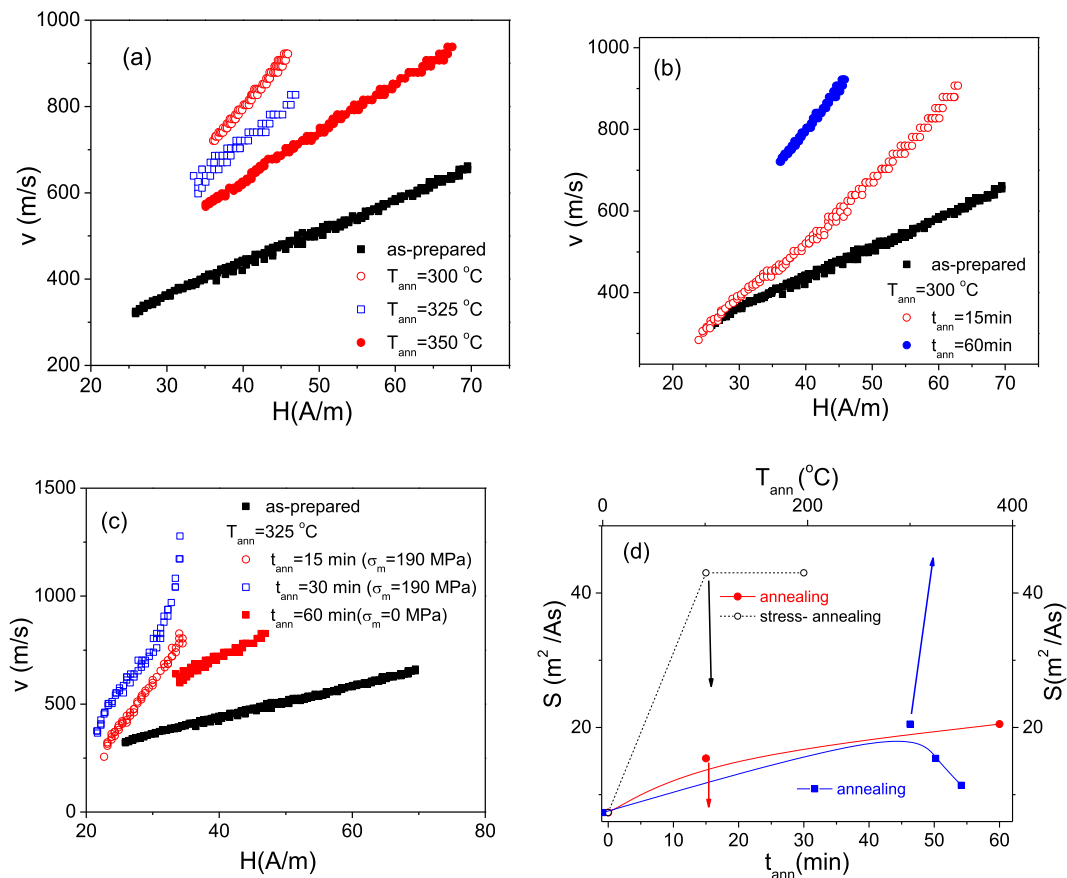 (a)
1000
800
600
400
200
v (m/s)
as-prepared
T_ann=300 °C
T_ann=325 °C
T_ann=350 °C
20 30 40 50 60 70
H(A/m)
(b)
1000
800
600
400
v (m/s)
as-prepared
T_ann=300 °C
t_ann=15min
t_ann=60min
20 30 40 50 60 70
H(A/m)
(c)
1500
1000
500
0
v (m/s)
as-prepared
T_ann=325 °C
t_ann=15 min (σ_m=190 MPa)
t_ann=30 min (σ_m=190 MPa)
t_ann=60 min(σ_m=0 MPa)
20 40 60 80
H(A/m)
T_ann (°C)
0 200 400
(d)
40
20
S (m² /As)
annealing
stress- annealing
annealing
40
20
S(m² /As)
0 10 20 30 40 50 60
t_ann(min)